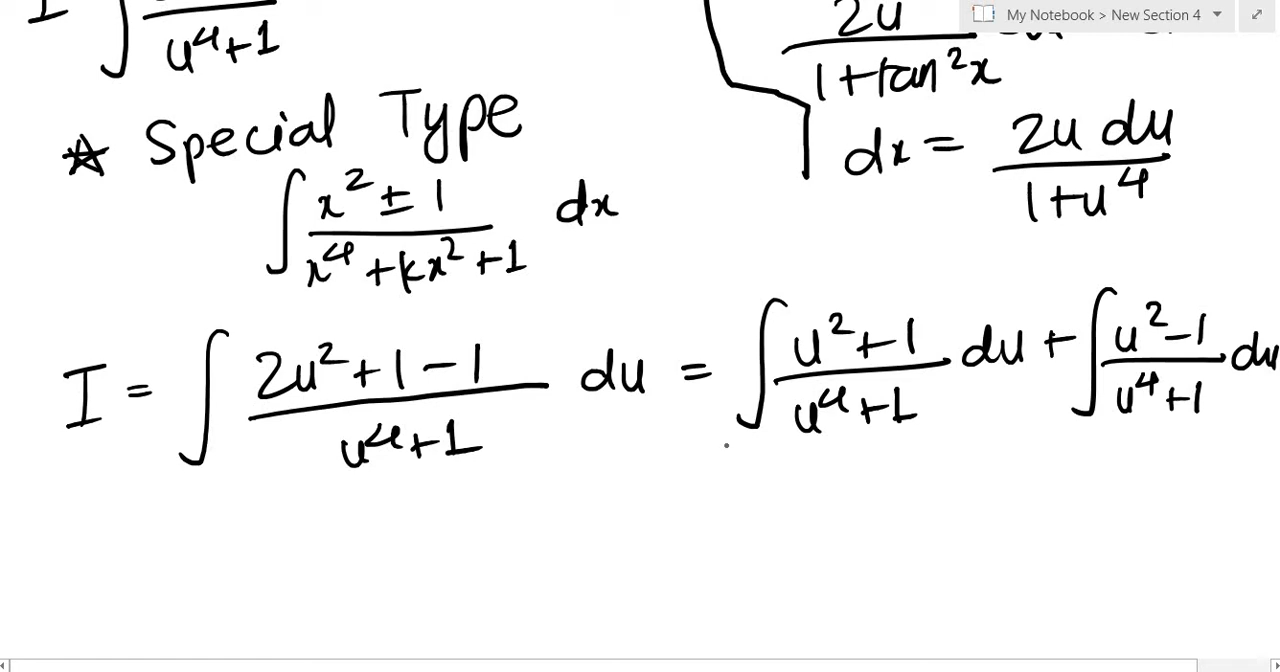 I ∫ u⁴+1
2u
1+tan²x
My Notebook > New Section 4
* Special Type
dx = 2u du / 1+u⁴
∫ x² ± 1 / x⁴ + kx² + 1 dx
I = ∫ 2u² + 1 - 1 / u⁴ + 1 du = ∫ u² + 1 / u⁴ + 1 du + ∫ u² - 1 / u⁴ + 1 du